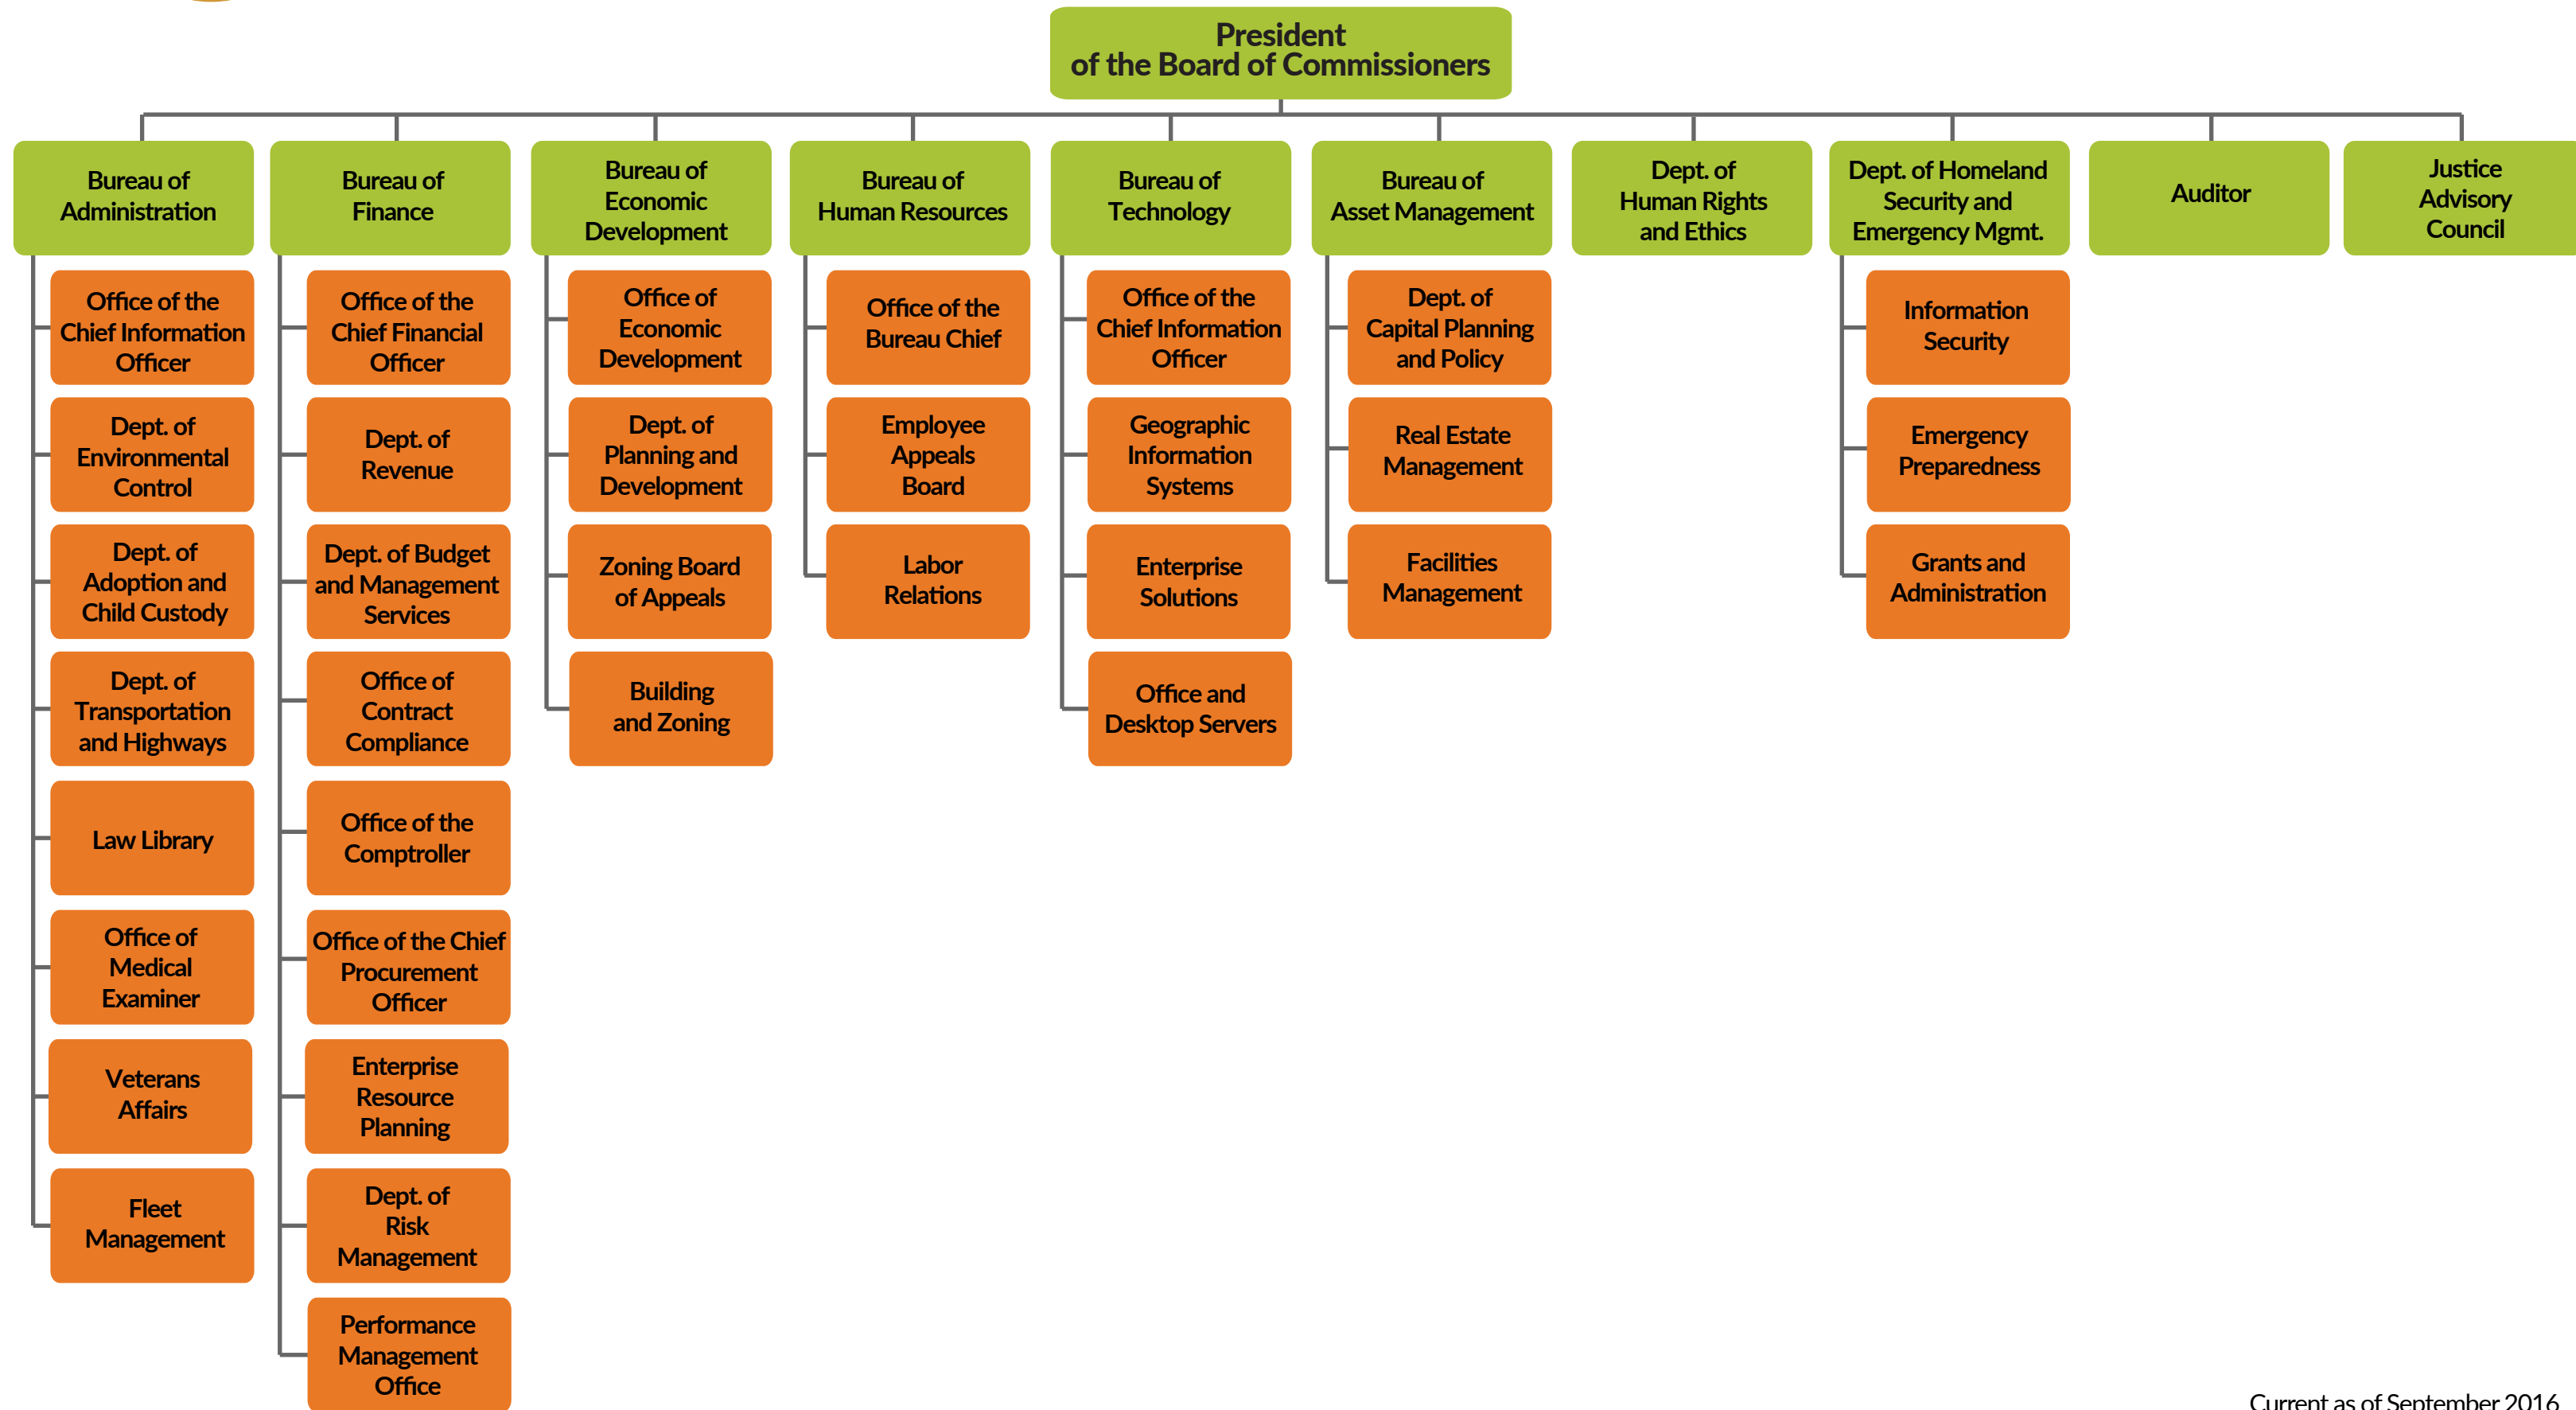 President
of the Board of Commissioners
Bureau of
Administration
Bureau of
Finance
Bureau of
Economic
Development
Bureau of
Human Resources
Bureau of
Technology
Bureau of
Asset Management
Dept. of
Human Rights
and Ethics
Dept. of Homeland
Security and
Emergency Mgmt.
Auditor
Justice
Advisory
Council
Office of the
Chief Information
Officer
Dept. of
Environmental
Control
Dept. of
Adoption and
Child Custody
Dept. of
Transportation
and Highways
Law Library
Office of
Medical
Examiner
Veterans
Affairs
Fleet
Management
Office of the
Chief Financial
Officer
Dept. of
Revenue
Dept. of Budget
and Management
Services
Office of
Contract
Compliance
Office of the
Comptroller
Office of the Chief
Procurement
Officer
Enterprise
Resource
Planning
Dept. of
Risk
Management
Performance
Management
Office
Office of
Economic
Development
Dept. of
Planning and
Development
Zoning Board
of Appeals
Building
and Zoning
Office of the
Bureau Chief
Employee
Appeals
Board
Labor
Relations
Office of the
Chief Information
Officer
Geographic
Information
Systems
Enterprise
Solutions
Office and
Desktop Servers
Dept. of
Capital Planning
and Policy
Real Estate
Management
Facilities
Management
Information
Security
Emergency
Preparedness
Grants and
Administration
Current as of September 2016